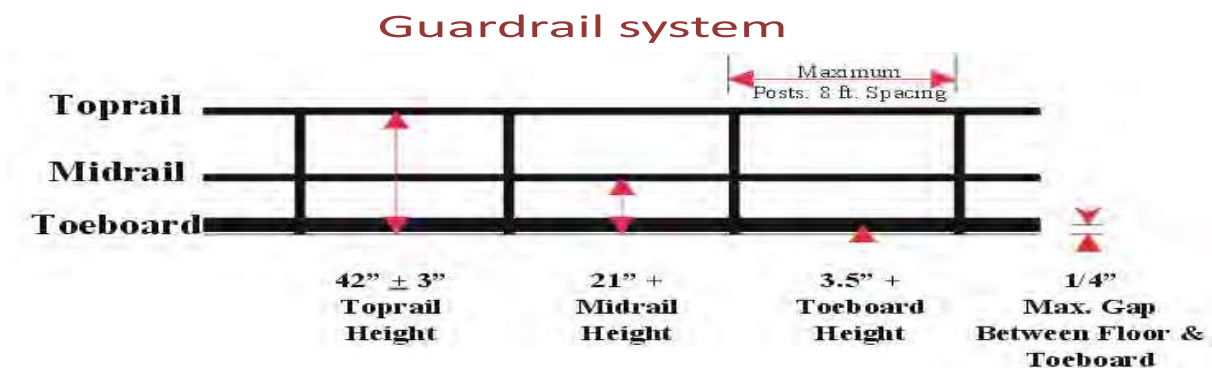 Guardrail system
Maximum
Posts. 8 ft. Spacing
Toprail
Midrail
Toeboard
42” ± 3”
Toprail
Height
21” +
Midrail
Height
3.5” +
Toeboard
Height
1/4”
Max. Gap
Between Floor &
Toeboard